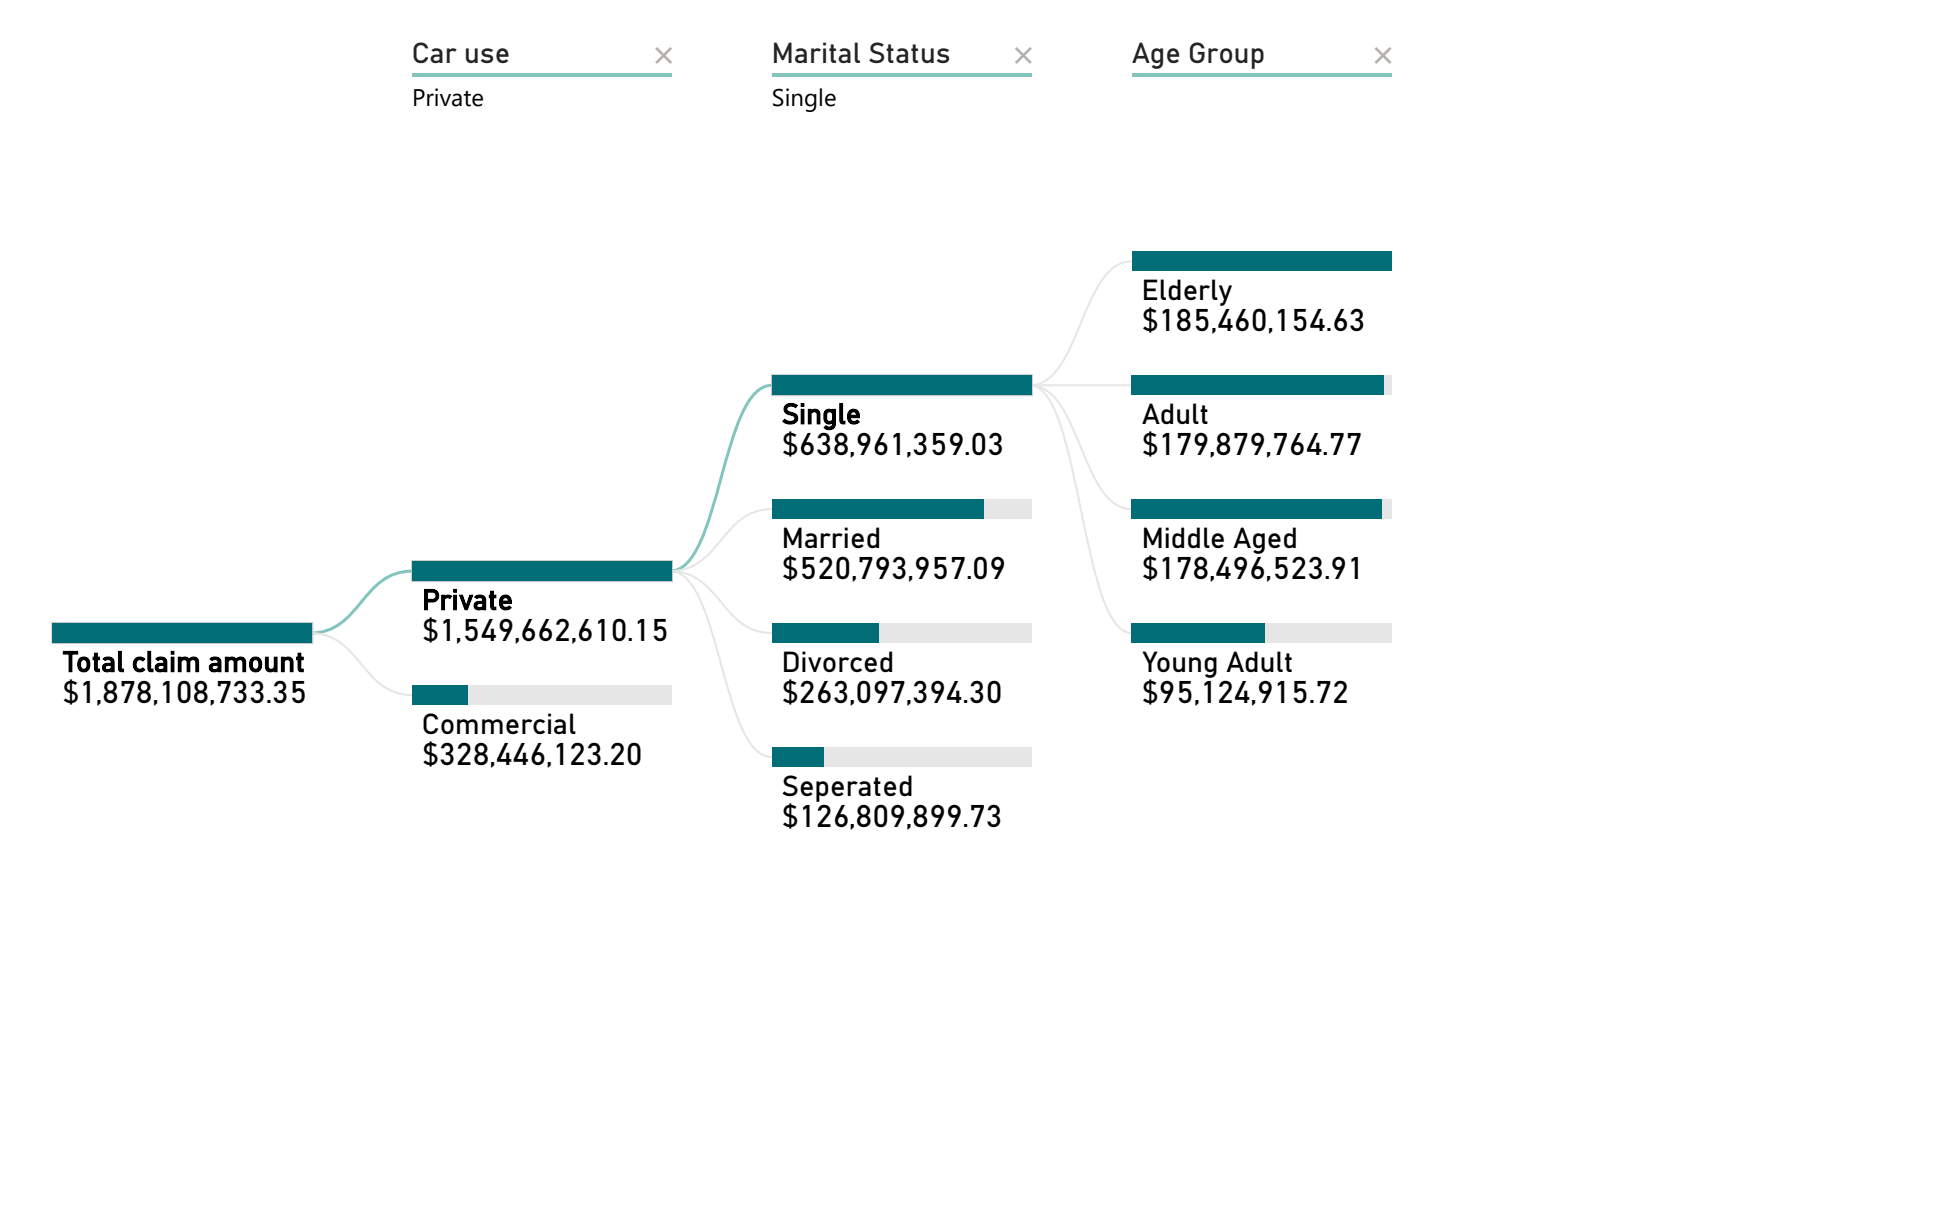 Car use
Private
Marital Status
Single
Age Group
Total claim amount
$1,878,108,733.35
Private
$1,549,662,610.15
Commercial
$328,446,123.20
Single
$638,961,359.03
Married
$520,793,957.09
Divorced
$263,097,394.30
Seperated
$126,809,899.73
Elderly
$185,460,154.63
Adult
$179,879,764.77
Middle Aged
$178,496,523.91
Young Adult
$95,124,915.72